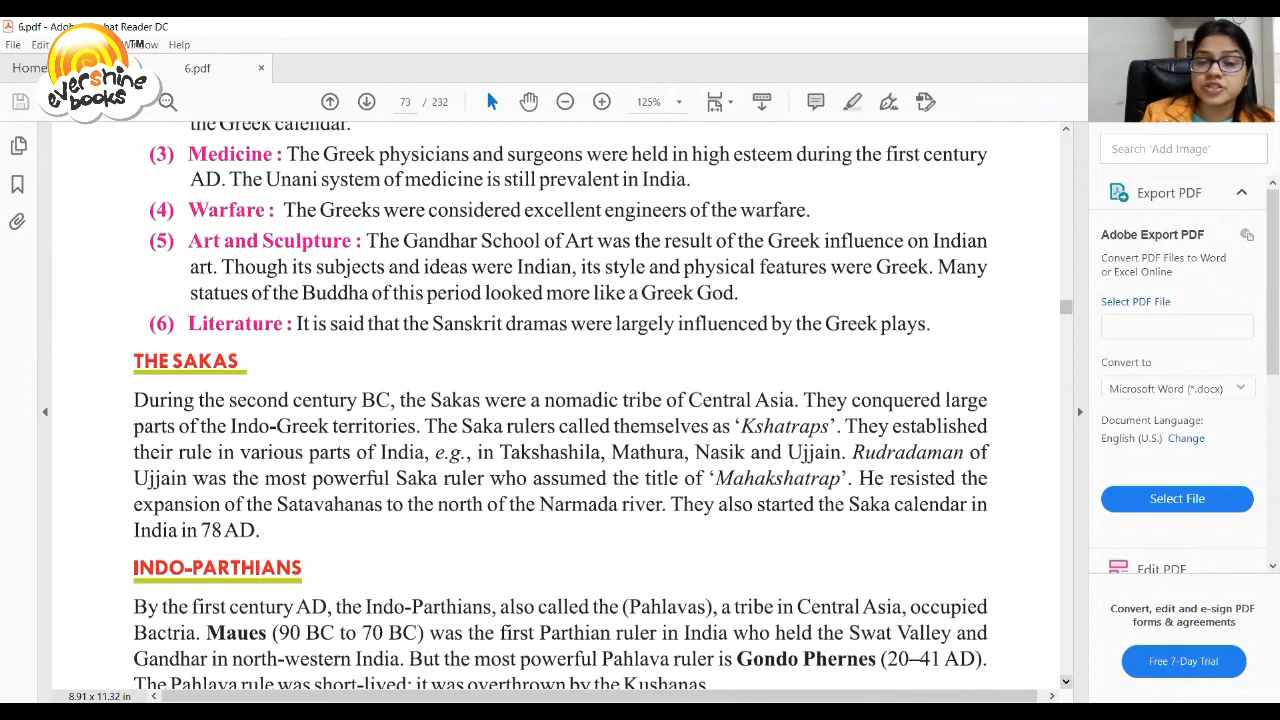 6.pdf - Adobe Acrobat Reader DC
File Edit Window Help
TM
evershine
books
Home
6.pdf
×
73 / 232
125%
the Greek calendar.
(3) Medicine : The Greek physicians and surgeons were held in high esteem during the first century
AD. The Unani system of medicine is still prevalent in India.
(4) Warfare : The Greeks were considered excellent engineers of the warfare.
(5) Art and Sculpture : The Gandhar School of Art was the result of the Greek influence on Indian
art. Though its subjects and ideas were Indian, its style and physical features were Greek. Many
statues of the Buddha of this period looked more like a Greek God.
(6) Literature : It is said that the Sanskrit dramas were largely influenced by the Greek plays.
THE SAKAS
During the second century BC, the Sakas were a nomadic tribe of Central Asia. They conquered large
parts of the Indo-Greek territories. The Saka rulers called themselves as ‘Kshatraps’. They established
their rule in various parts of India, e.g., in Takshashila, Mathura, Nasik and Ujjain. Rudradaman of
Ujjain was the most powerful Saka ruler who assumed the title of ‘Mahakshatrap’. He resisted the
expansion of the Satavahanas to the north of the Narmada river. They also started the Saka calendar in
India in 78 AD.
INDO-PARTHIANS
By the first century AD, the Indo-Parthians, also called the (Pahlavas), a tribe in Central Asia, occupied
Bactria. Maues (90 BC to 70 BC) was the first Parthian ruler in India who held the Swat Valley and
Gandhar in north-western India. But the most powerful Pahlava ruler is Gondo Phernes (20–41 AD).
The Pahlava rule was short-lived; it was overthrown by the Kushanas.
8.91 x 11.32 in
Search 'Add Image'
Export PDF
Adobe Export PDF
Convert PDF Files to Word
or Excel Online
Select PDF File
Convert to
Microsoft Word (*.docx)
Document Language:
English (U.S.) Change
Select File
Edit PDF
Convert, edit and e-sign PDF
forms & agreements
Free 7-Day Trial